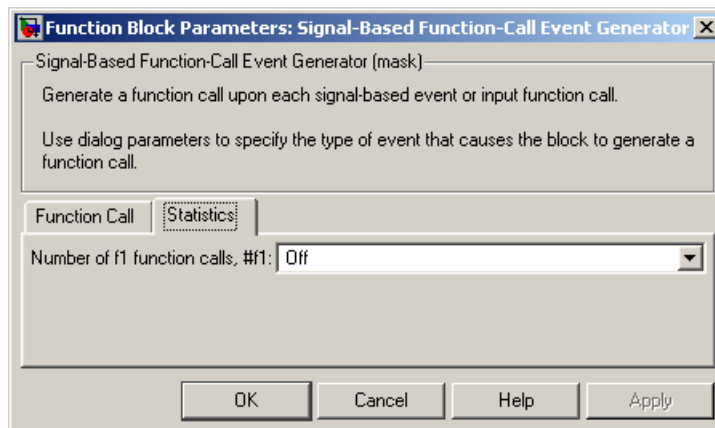 Function Block Parameters: Signal-Based Function-Call Event Generator
Signal-Based Function-Call Event Generator (mask)
Generate a function call upon each signal-based event or input function call.
Use dialog parameters to specify the type of event that causes the block to generate a
function call.
Function Call Statistics
Number of f1 function calls, #f1: Off
OK Cancel Help Apply